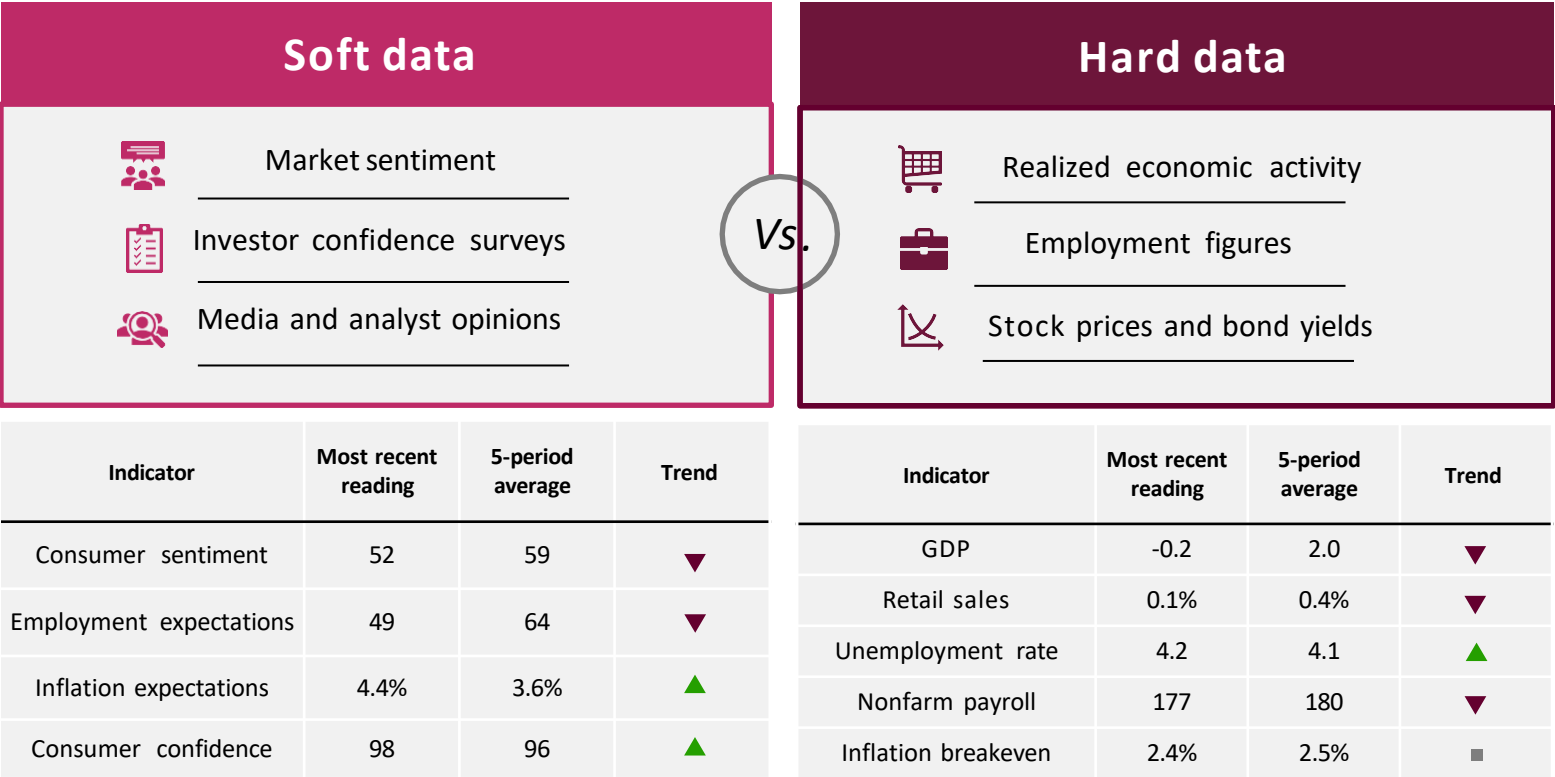 Soft data
Market sentiment
Investor confidence surveys
Media and analyst opinions
Vs.
Hard data
Realized economic activity
Employment figures
Stock prices and bond yields
Indicator Most recent reading 5-period average Trend
Consumer sentiment 52 59 ▼
Employment expectations 49 64 ▼
Inflation expectations 4.4% 3.6% ▲
Consumer confidence 98 96 ▲
Indicator Most recent reading 5-period average Trend
GDP -0.2 2.0 ▼
Retail sales 0.1% 0.4% ▼
Unemployment rate 4.2 4.1 ▲
Nonfarm payroll 177 180 ▼
Inflation breakeven 2.4% 2.5% ■